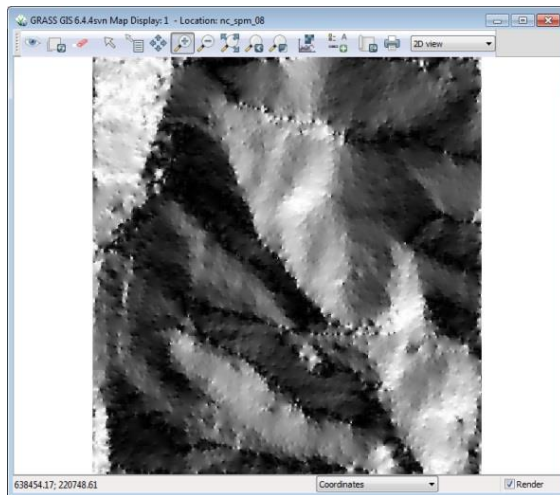 GRASS GIS 6.4.4svn Map Display: 1 - Location: nc_spm_08
2D view
638454.17; 220748.61
Coordinates
Render